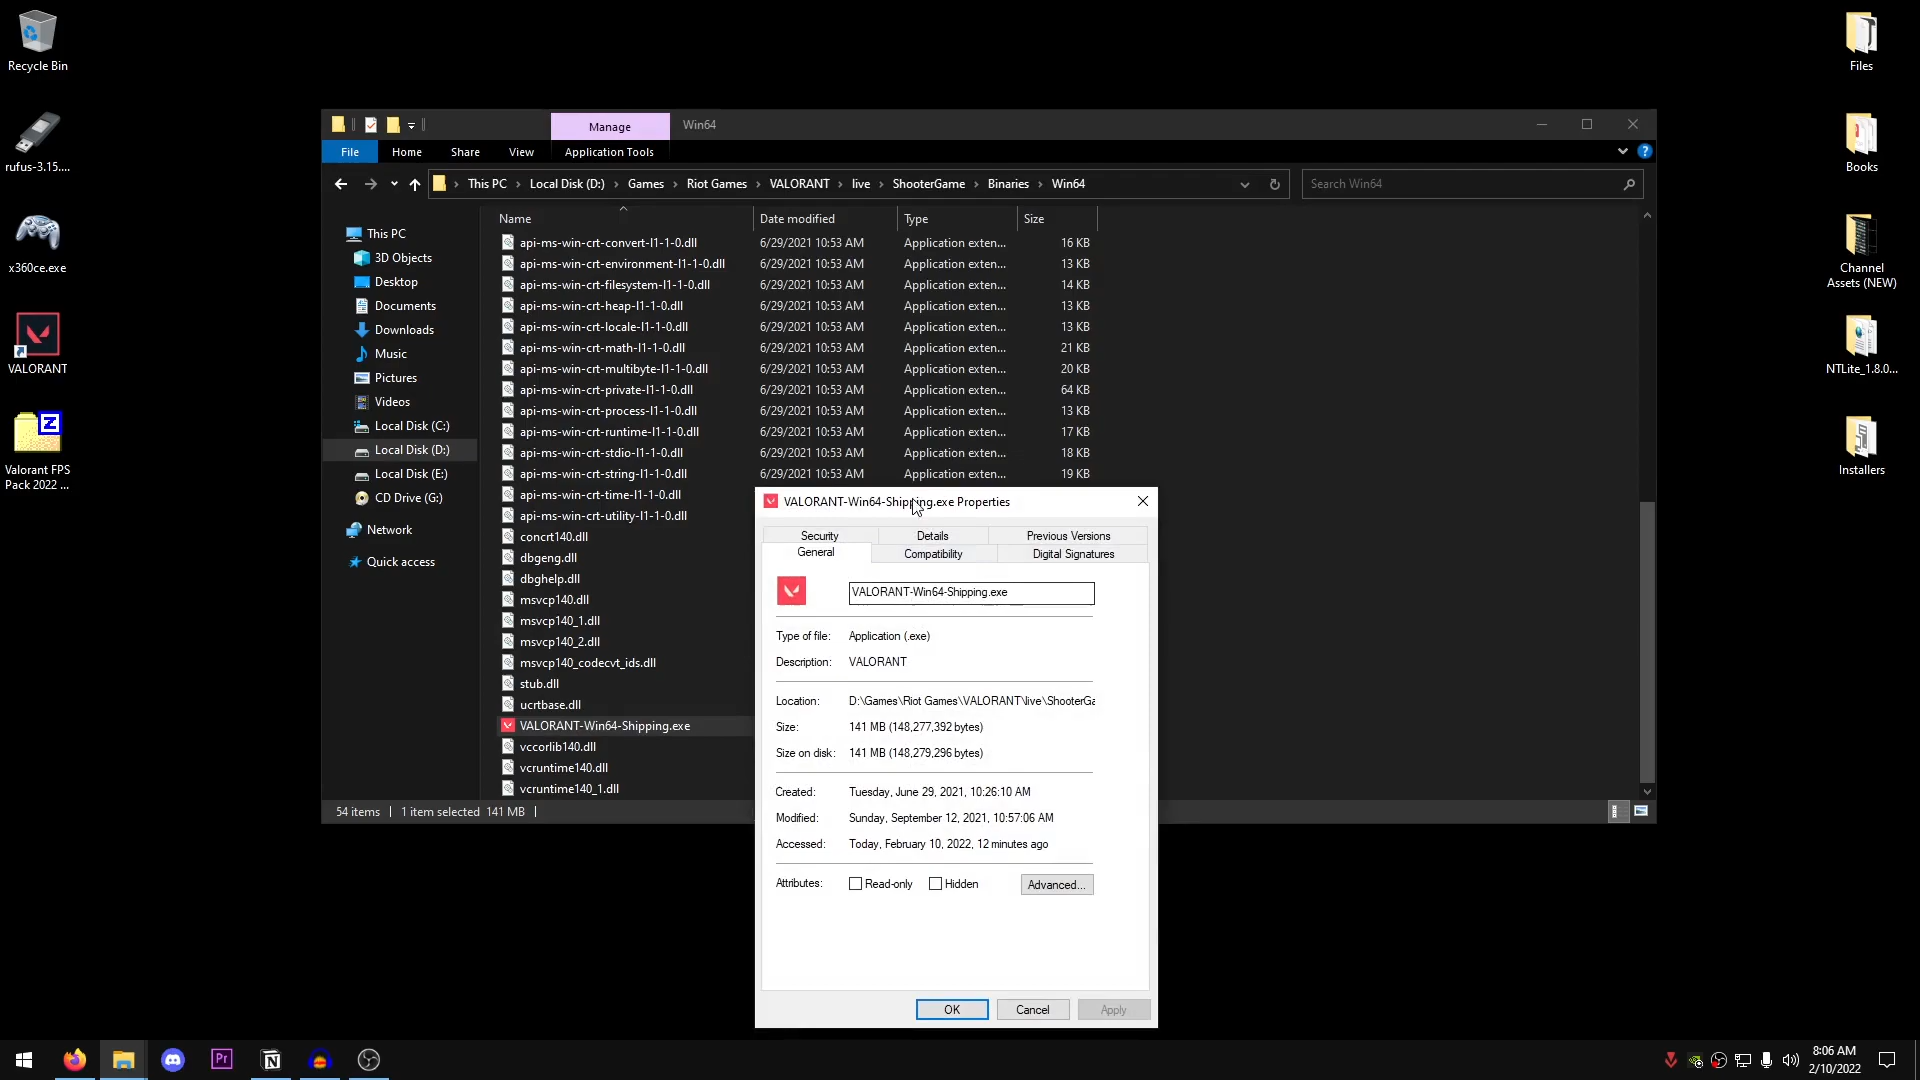 Recycle Bin
rufus-3.15....
x360ce.exe
VALORANT
Valorant FPS
Pack 2022 ...
Files
Books
Channel
Assets (NEW)
NTLite_1.8.0...
Installers
Manage
Win64
File
Home
Share
View
Application Tools
This PC
Local Disk (D:)
Games
Riot Games
VALORANT
live
ShooterGame
Binaries
Win64
Search Win64
This PC
3D Objects
Desktop
Documents
Downloads
Music
Pictures
Videos
Local Disk (C:)
Local Disk (D:)
Local Disk (E:)
CD Drive (G:)
Network
Quick access
Name Date modified Type Size
api-ms-win-crt-convert-l1-1-0.dll 6/29/2021 10:53 AM Application exten... 16 KB
api-ms-win-crt-environment-l1-1-0.dll 6/29/2021 10:53 AM Application exten... 13 KB
api-ms-win-crt-filesystem-l1-1-0.dll 6/29/2021 10:53 AM Application exten... 14 KB
api-ms-win-crt-heap-l1-1-0.dll 6/29/2021 10:53 AM Application exten... 13 KB
api-ms-win-crt-locale-l1-1-0.dll 6/29/2021 10:53 AM Application exten... 13 KB
api-ms-win-crt-math-l1-1-0.dll 6/29/2021 10:53 AM Application exten... 21 KB
api-ms-win-crt-multibyte-l1-1-0.dll 6/29/2021 10:53 AM Application exten... 20 KB
api-ms-win-crt-private-l1-1-0.dll 6/29/2021 10:53 AM Application exten... 64 KB
api-ms-win-crt-process-l1-1-0.dll 6/29/2021 10:53 AM Application exten... 13 KB
api-ms-win-crt-runtime-l1-1-0.dll 6/29/2021 10:53 AM Application exten... 17 KB
api-ms-win-crt-stdio-l1-1-0.dll 6/29/2021 10:53 AM Application exten... 18 KB
api-ms-win-crt-string-l1-1-0.dll 6/29/2021 10:53 AM Application exten... 19 KB
api-ms-win-crt-time-l1-1-0.dll
api-ms-win-crt-utility-l1-1-0.dll
concrt140.dll
dbgeng.dll
dbghelp.dll
msvcp140.dll
msvcp140_1.dll
msvcp140_2.dll
msvcp140_codecvt_ids.dll
stub.dll
ucrtbase.dll
VALORANT-Win64-Shipping.exe
vccorlib140.dll
vcruntime140.dll
vcruntime140_1.dll
54 items
1 item selected 141 MB
VALORANT-Win64-Shipping.exe Properties
Security
Details
Previous Versions
General
Compatibility
Digital Signatures
VALORANT-Win64-Shipping.exe
Type of file: Application (.exe)
Description: VALORANT
Location: D:\Games\Riot Games\VALORANT\live\ShooterGa
Size: 141 MB (148,277,392 bytes)
Size on disk: 141 MB (148,279,296 bytes)
Created: Tuesday, June 29, 2021, 10:26:10 AM
Modified: Sunday, September 12, 2021, 10:57:06 AM
Accessed: Today, February 10, 2022, 12 minutes ago
Attributes: Read-only Hidden Advanced...
OK
Cancel
Apply
Pr
8:06 AM
2/10/2022